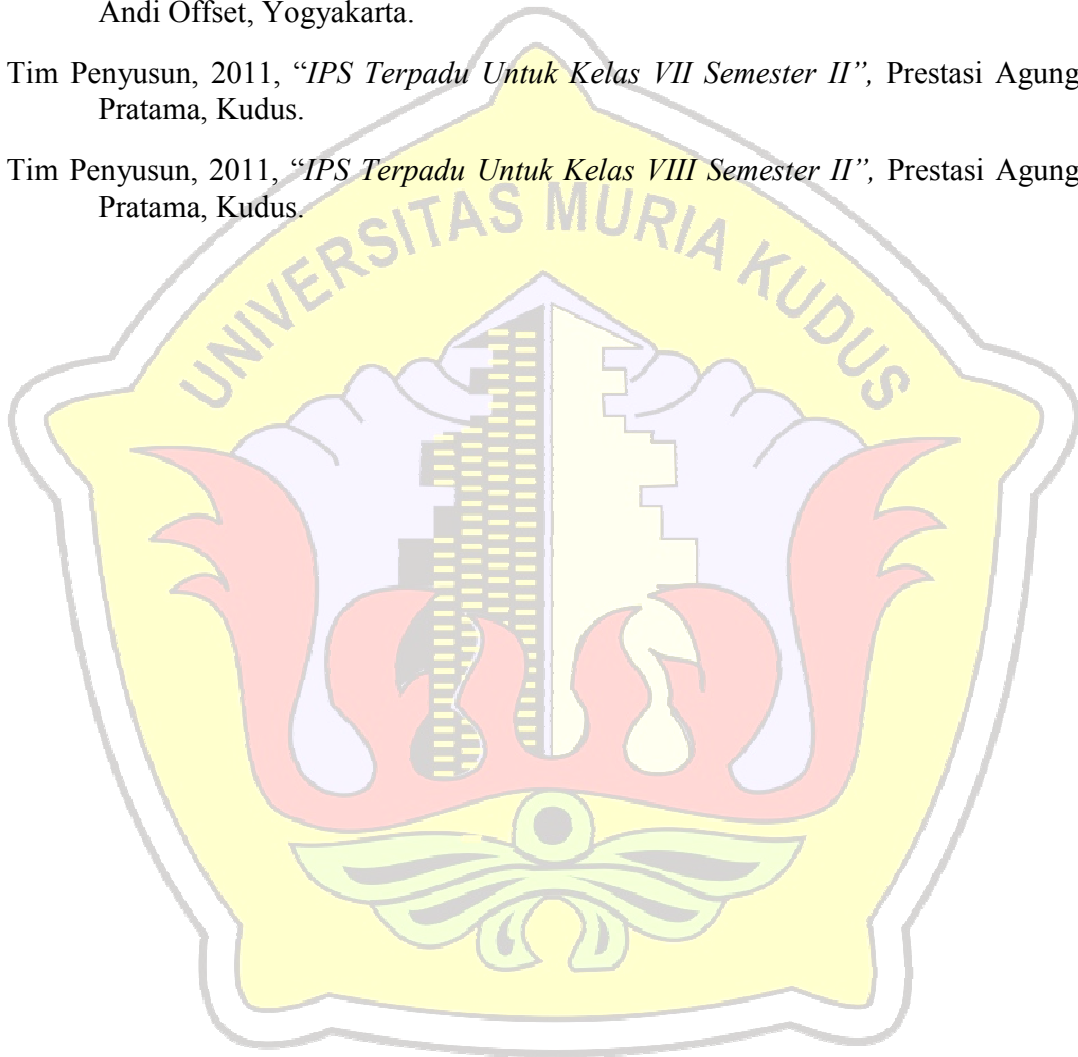 Andi Offset, Yogyakarta.
Tim Penyusun, 2011, “IPS Terpadu Untuk Kelas VII Semester II”, Prestasi Agung
Pratama, Kudus.
Tim Penyusun, 2011, “IPS Terpadu Untuk Kelas VIII Semester II”, Prestasi Agung
Pratama, Kudus.
UNIVERSITAS MURIA KUDUS